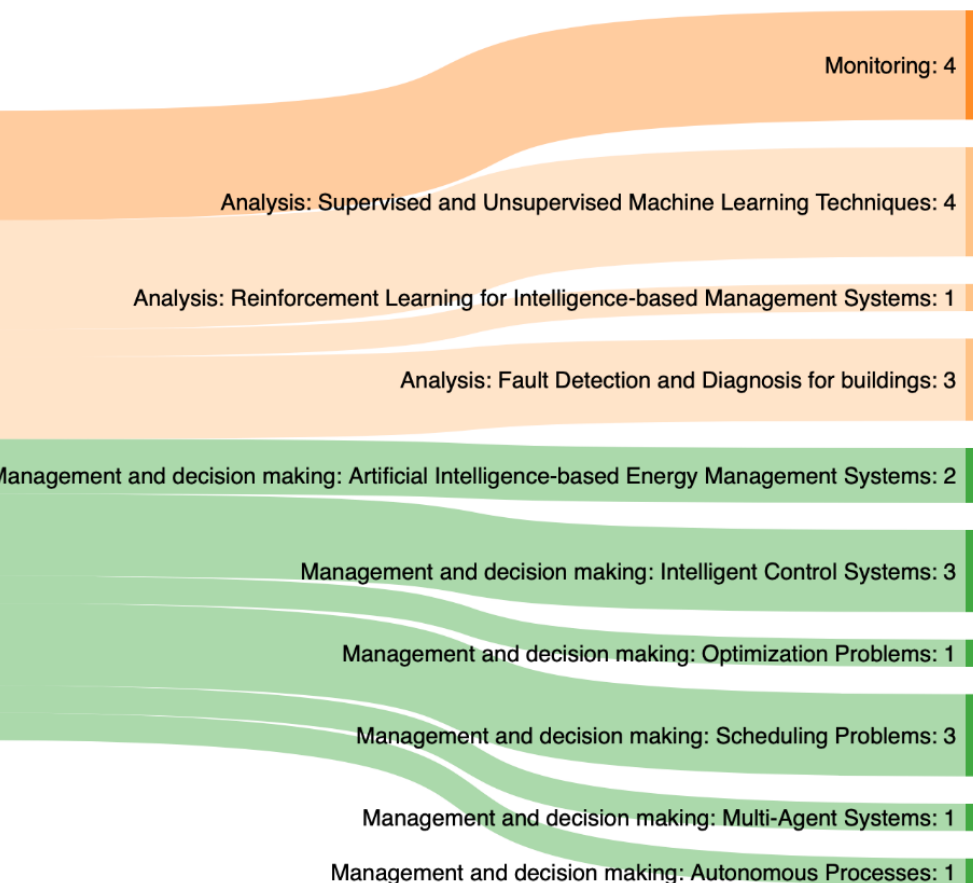 Monitoring: 4
Analysis: Supervised and Unsupervised Machine Learning Techniques: 4
Analysis: Reinforcement Learning for Intelligence-based Management Systems: 1
Analysis: Fault Detection and Diagnosis for buildings: 3
Management and decision making: Artificial Intelligence-based Energy Management Systems: 2
Management and decision making: Intelligent Control Systems: 3
Management and decision making: Optimization Problems: 1
Management and decision making: Scheduling Problems: 3
Management and decision making: Multi-Agent Systems: 1
Management and decision making: Autonomous Processes: 1